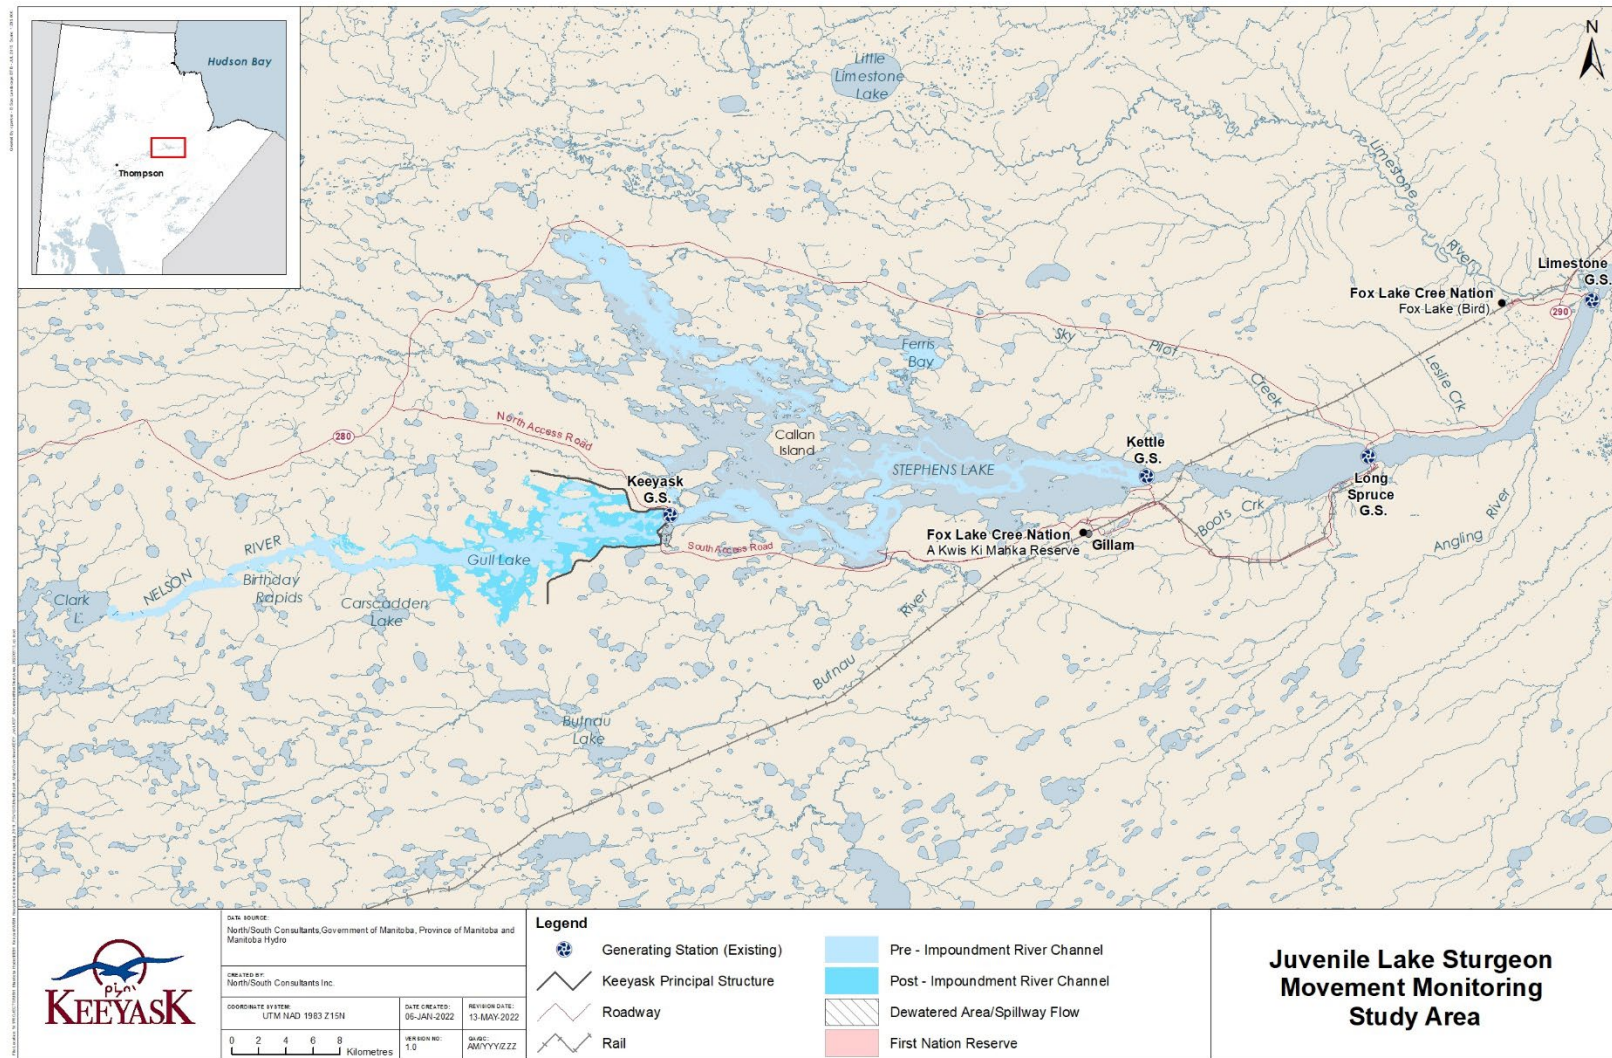 Hudson Bay
Thompson
N
Little
Limestone
Lake
Limestone
River
Limestone
G.S.
Fox Lake Cree Nation
Fox Lake (Bird)
290
Ferris
Bay
Sky
Pilot
Creek
Leslie Crk
North Access Road
280
Callan
Island
Kettle
G.S.
STEPHENS LAKE
Keeyask
G.S.
Long
Spruce
G.S.
Boots Crk
Angling
River
Fox Lake Cree Nation
A Kwis Ki Mahka Reserve
Gillam
South Access Road
Gull Lake
NELSON
RIVER
Birthday
Rapids
Clark
L.
Carscadden
Lake
Butnau
River
Butnau
Lake
KEEYASK
DATA SOURCE:
North/South Consultants,Government of Manitoba, Province of Manitoba and
Manitoba Hydro
CREATED BY:
North/South Consultants Inc.
COORDINATE SYSTEM:
UTM NAD 1983 Z15N
DATE CREATED:
06-JAN-2022
REVISION DATE:
13-MAY-2022
0 2 4 6 8
Kilometres
VERSION NO:
1.0
QA/QC:
AM/YYY/ZZZ
Legend
Generating Station (Existing)
Keeyask Principal Structure
Roadway
Rail
Pre - Impoundment River Channel
Post - Impoundment River Channel
Dewatered Area/Spillway Flow
First Nation Reserve
Juvenile Lake Sturgeon
Movement Monitoring
Study Area